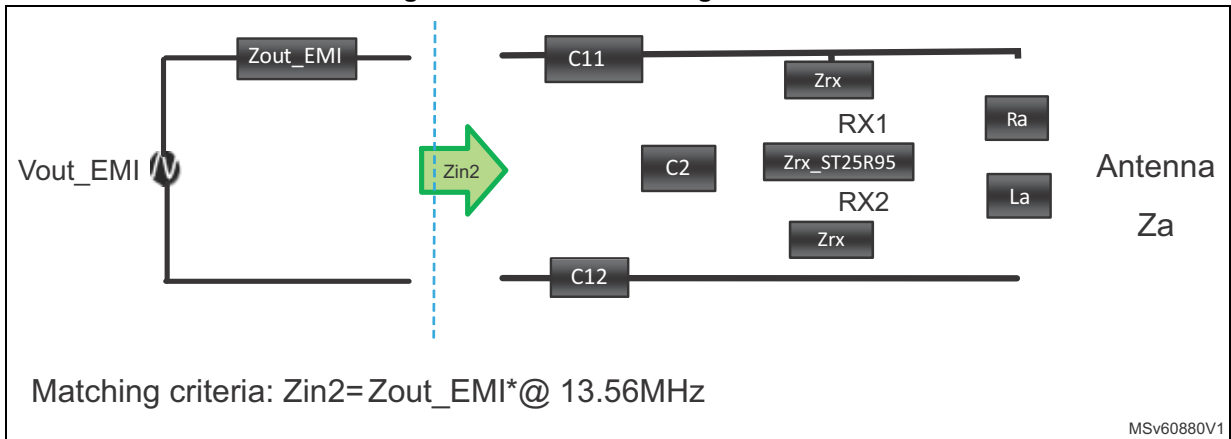 Zout_EMI
C11
Zrx
RX1
Ra
Vout_EMI
Zin2
C2
Zrx_ST25R95
Antenna
RX2
La
Za
Zrx
C12
Matching criteria: Zin2=Zout_EMI*@ 13.56MHz
MSv60880V1